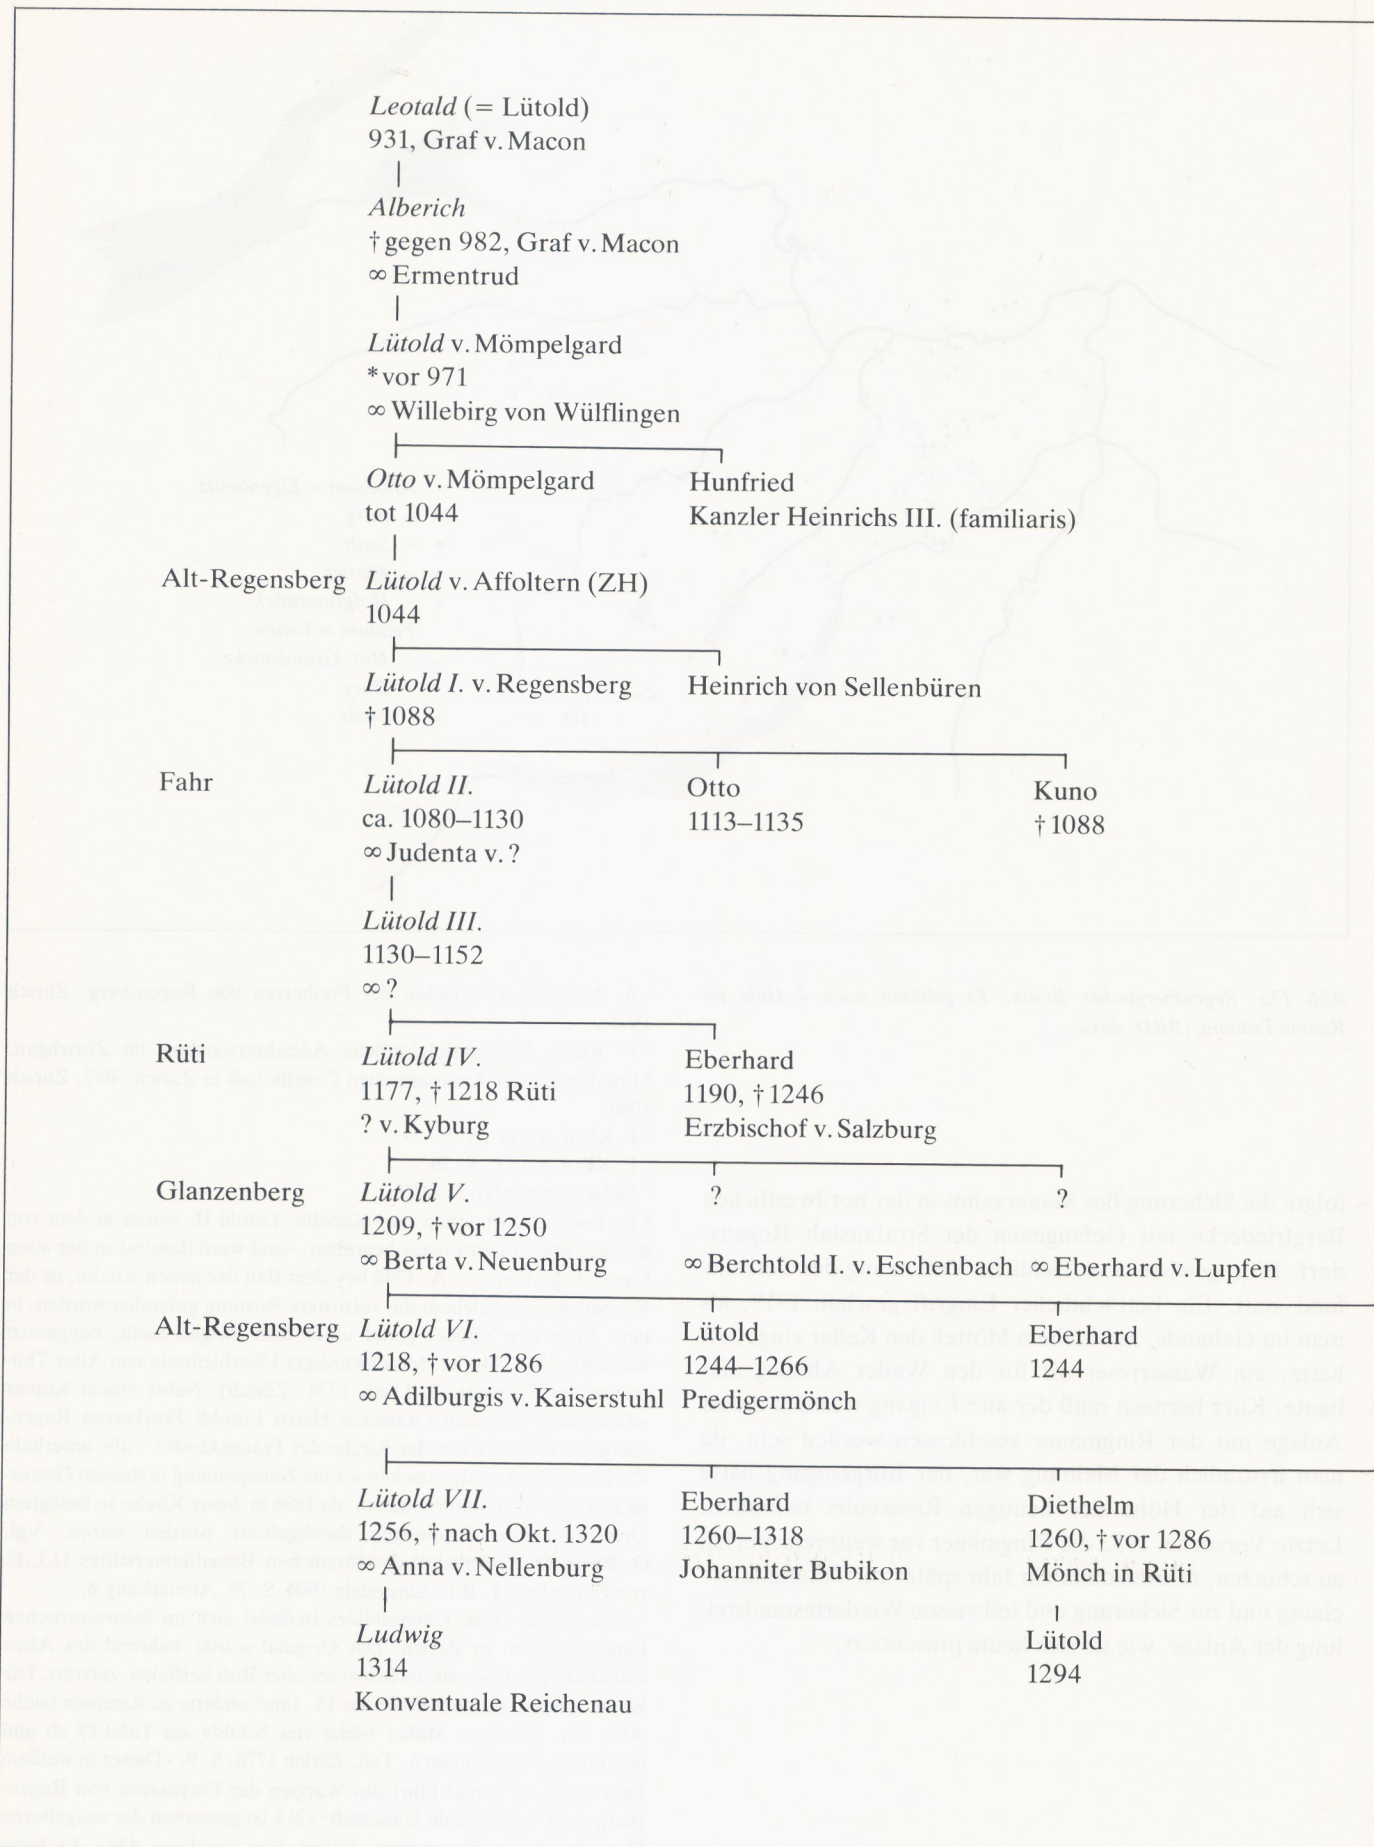 Leotald (= Lütold)
931, Graf v. Macon
Alberich
† gegen 982, Graf v. Macon
∞ Ermentrud
Lütold v. Mömpelgard
* vor 971
∞ Willebirg von Wülflingen
Otto v. Mömpelgard
tot 1044
Hunfried
Kanzler Heinrichs III. (familiaris)
Alt-Regensberg
Lütold v. Affoltern (ZH)
1044
Lütold I. v. Regensberg
† 1088
Heinrich von Sellenbüren
Fahr
Lütold II.
ca. 1080–1130
∞ Judenta v. ?
Otto
1113–1135
Kuno
† 1088
Lütold III.
1130–1152
∞ ?
Rüti
Lütold IV.
1177, † 1218 Rüti
? v. Kyburg
Eberhard
1190, † 1246
Erzbischof v. Salzburg
Glanzenberg
Lütold V.
1209, † vor 1250
∞ Berta v. Neuenburg
?
∞ Berchtold I. v. Eschenbach
?
∞ Eberhard v. Lupfen
Alt-Regensberg
Lütold VI.
1218, † vor 1286
∞ Adilburgis v. Kaiserstuhl
Lütold
1244–1266
Predigermönch
Eberhard
1244
Lütold VII.
1256, † nach Okt. 1320
∞ Anna v. Nellenburg
Eberhard
1260–1318
Johanniter Bubikon
Diethelm
1260, † vor 1286
Mönch in Rüti
Ludwig
1314
Konventuale Reichenau
Lütold
1294